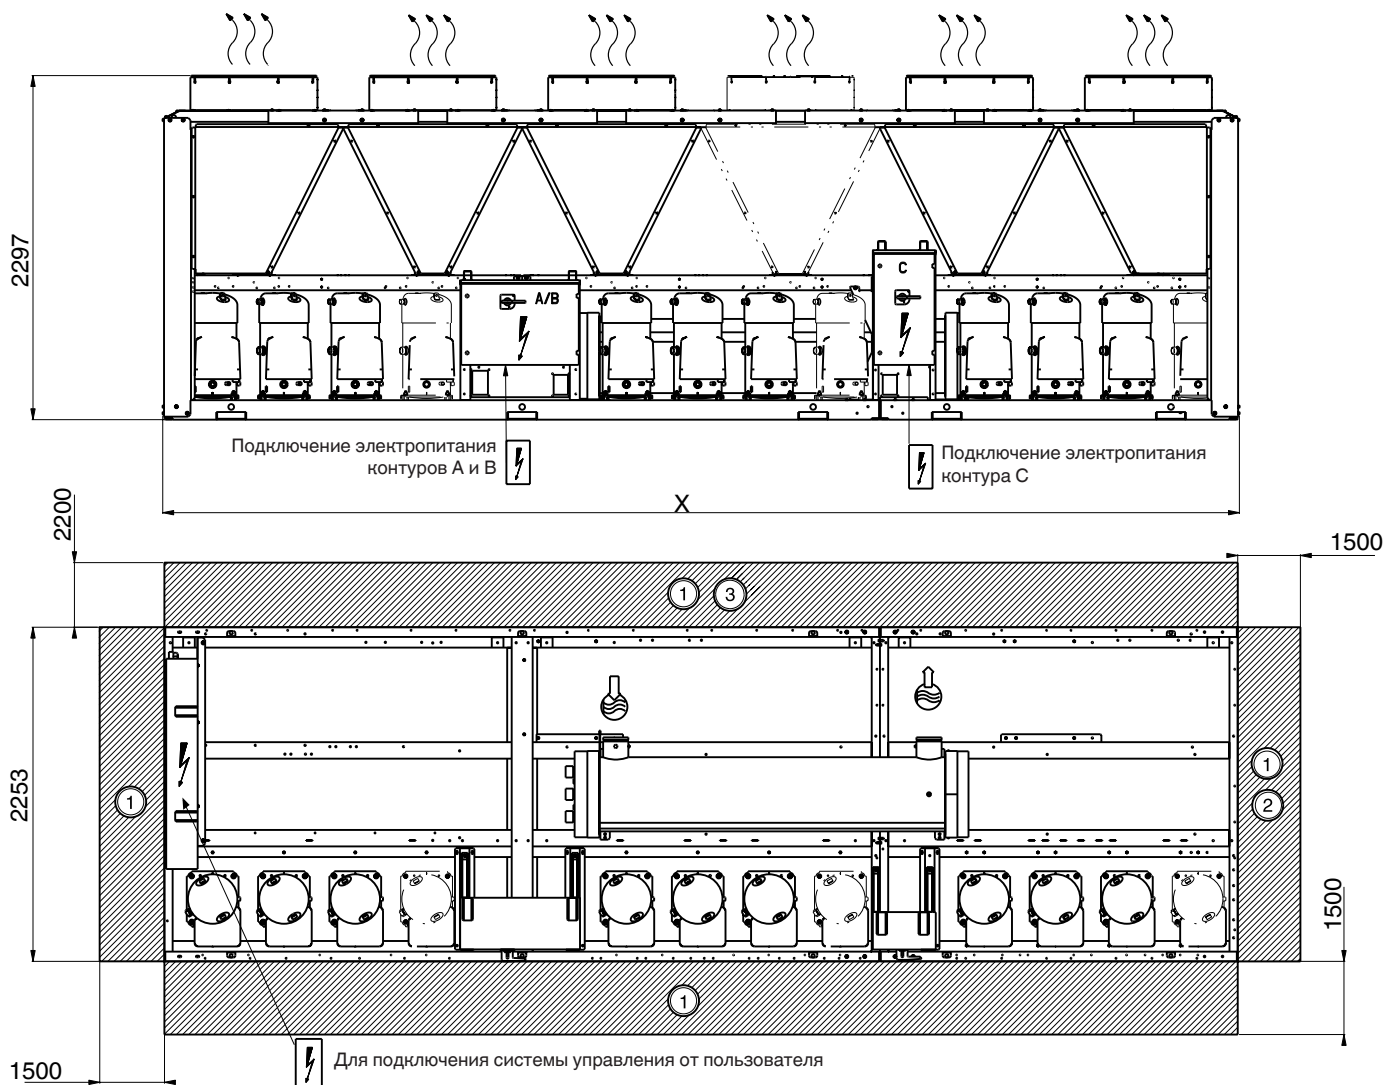 2297
A/B
C
Подключение электропитания
контуров А и В
Подключение электропитания
контура С
X
2200
1500
1 3
2253
1
1
2
1500
1
Для подключения системы управления от пользователя
1500